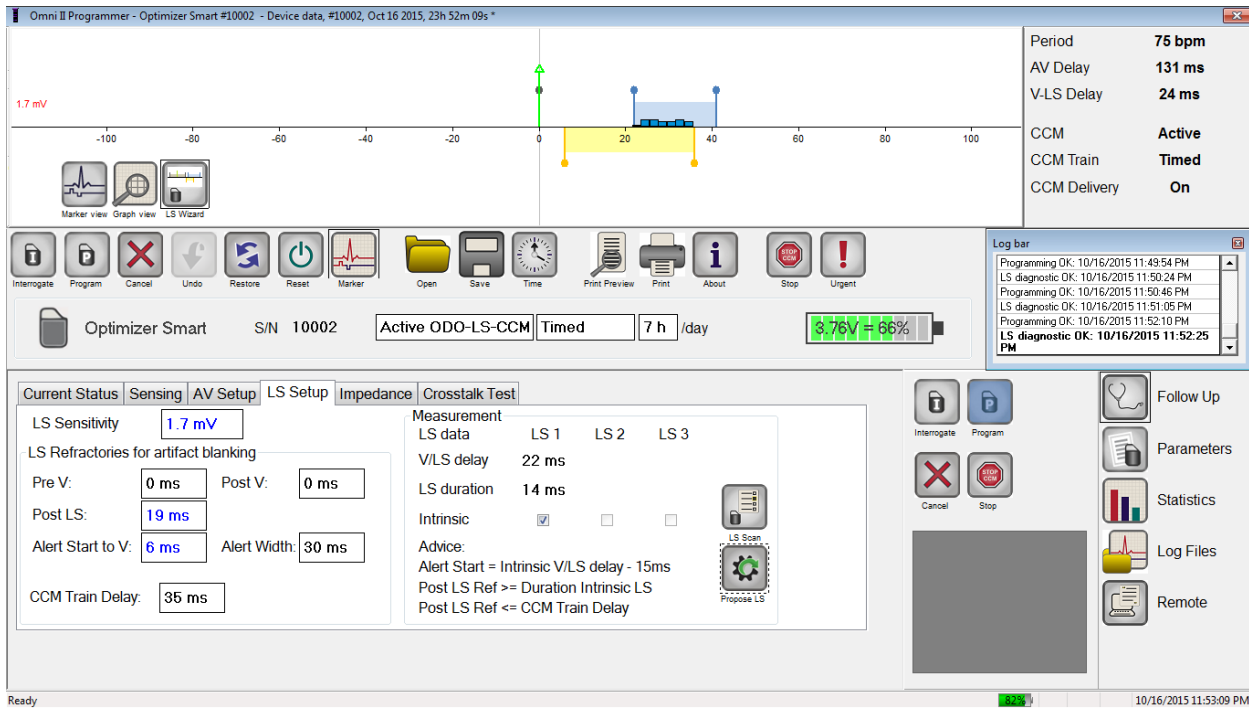 Omni II Programmer - Optimizer Smart #10002 - Device data, #10002, Oct 16 2015, 23h 52m 09s *
1.7 mV
-100 -80 -60 -40 -20 0 20 40 60 80 100
Marker view Graph view LS Wizard
Period 75 bpm
AV Delay 131 ms
V-LS Delay 24 ms
CCM Active
CCM Train Timed
CCM Delivery On
Interrogate Program Cancel Undo Restore Reset Marker Open Save Time Print Preview Print About STOP CCM Stop Urgent
Log bar
Programming OK: 10/16/2015 11:49:54 PM
LS diagnostic OK: 10/16/2015 11:50:24 PM
Programming OK: 10/16/2015 11:50:46 PM
LS diagnostic OK: 10/16/2015 11:51:05 PM
Programming OK: 10/16/2015 11:52:10 PM
LS diagnostic OK: 10/16/2015 11:52:25
PM
Optimizer Smart S/N 10002 Active ODO-LS-CCM Timed 7 h /day 3.76V = 66%
Current Status Sensing AV Setup LS Setup Impedance Crosstalk Test
LS Sensitivity 1.7 mV
LS Refractories for artifact blanking
Pre V: 0 ms Post V: 0 ms
Post LS: 19 ms
Alert Start to V: 6 ms Alert Width: 30 ms
CCM Train Delay: 35 ms
Measurement
LS data LS 1 LS 2 LS 3
V/LS delay 22 ms
LS duration 14 ms
Intrinsic
Advice:
Alert Start = Intrinsic V/LS delay - 15ms
Post LS Ref >= Duration Intrinsic LS
Post LS Ref <= CCM Train Delay
LS Scan
Propose LS
Interrogate Program
STOP CCM
Cancel Stop
Follow Up
Parameters
Statistics
Log Files
Remote
Ready 82% 10/16/2015 11:53:09 PM